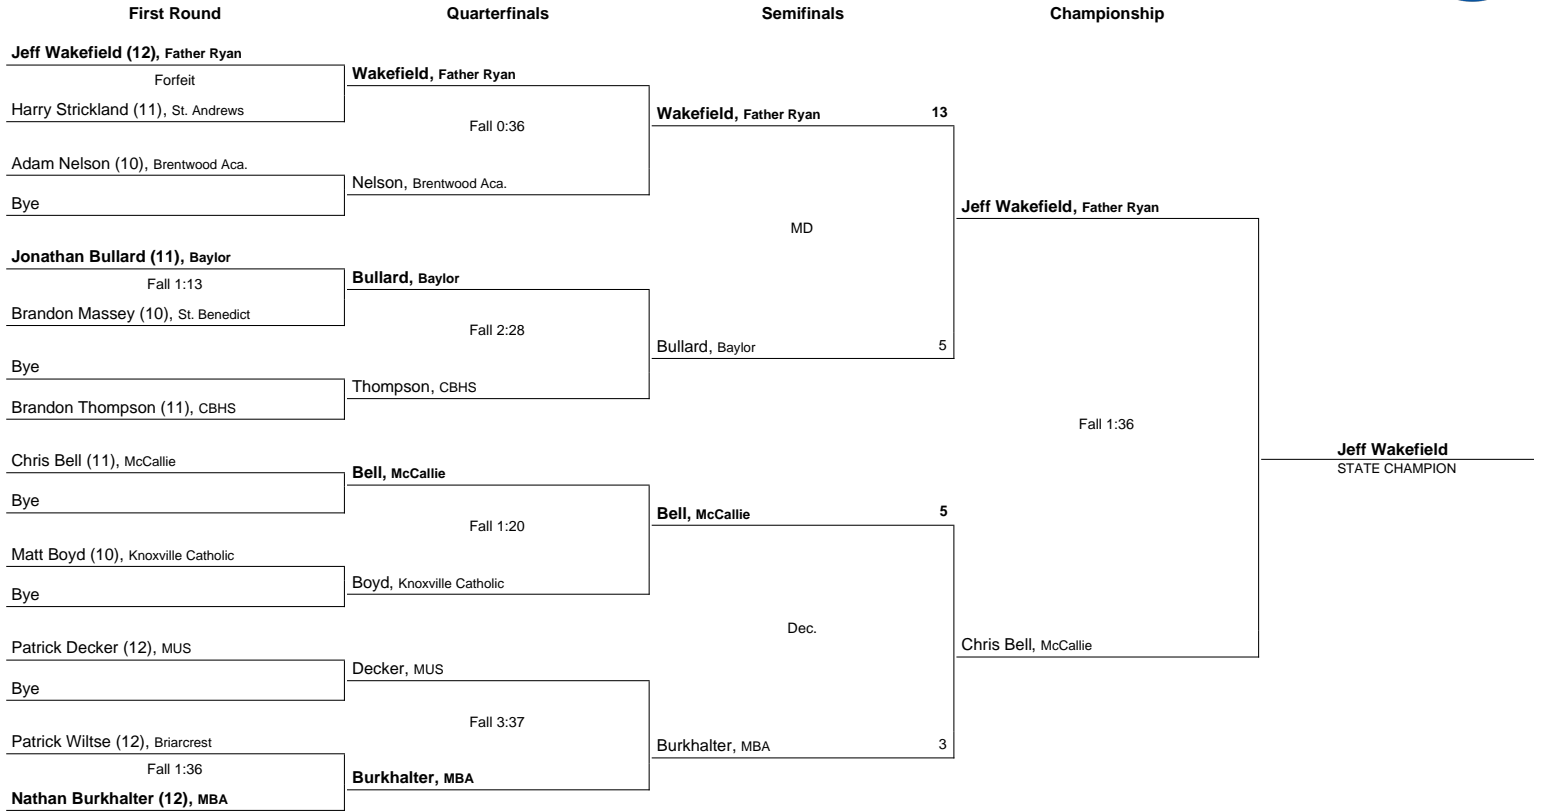 First Round Quarterfinals Semifinals Championship
Jeff Wakefield (12), Father Ryan
Forfeit
Harry Strickland (11), St. Andrews
Adam Nelson (10), Brentwood Aca.
Bye
Jonathan Bullard (11), Baylor
Fall 1:13
Brandon Massey (10), St. Benedict
Bye
Brandon Thompson (11), CBHS
Chris Bell (11), McCallie
Bye
Matt Boyd (10), Knoxville Catholic
Bye
Patrick Decker (12), MUS
Bye
Patrick Wiltse (12), Briarcrest
Fall 1:36
Nathan Burkhalter (12), MBA
Wakefield, Father Ryan
Fall 0:36
Nelson, Brentwood Aca.
Bullard, Baylor
Fall 2:28
Thompson, CBHS
Bell, McCallie
Fall 1:20
Boyd, Knoxville Catholic
Decker, MUS
Fall 3:37
Burkhalter, MBA
Wakefield, Father Ryan 13
MD
Bullard, Baylor 5
Bell, McCallie 5
Dec.
Burkhalter, MBA 3
Jeff Wakefield, Father Ryan
Fall 1:36
Chris Bell, McCallie
Jeff Wakefield
STATE CHAMPION